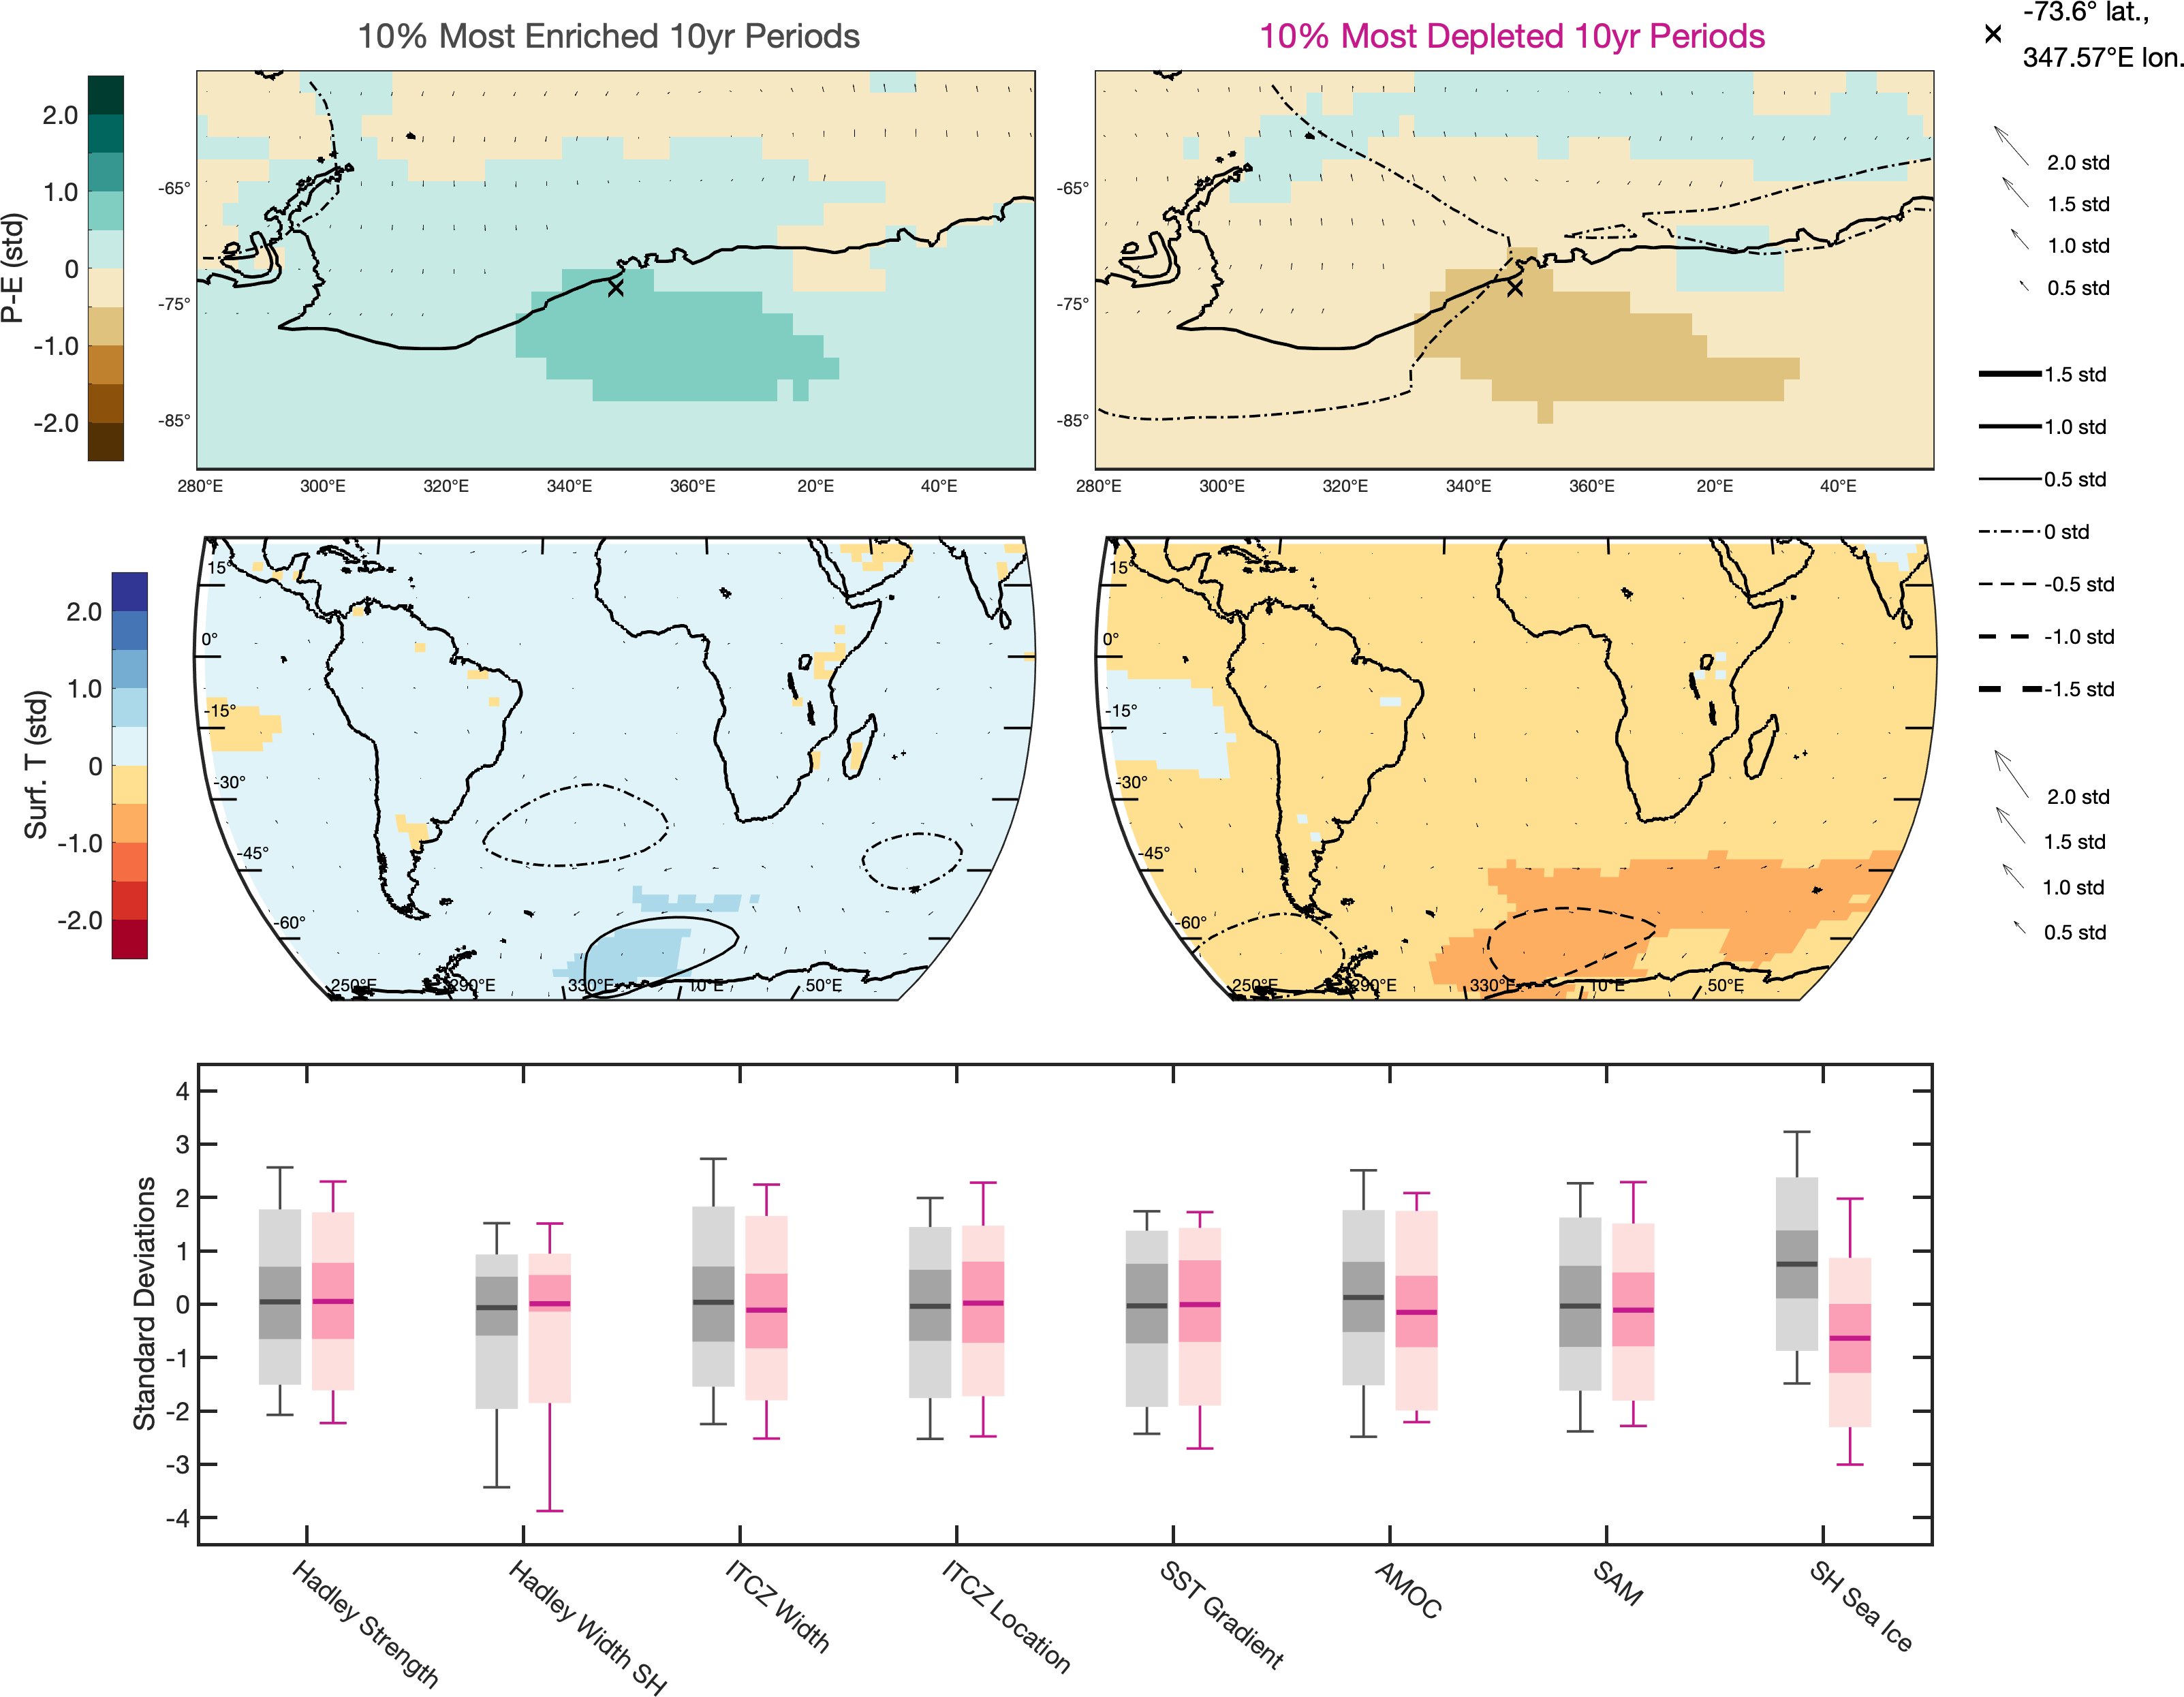 10% Most Enriched 10yr Periods
10% Most Depleted 10yr Periods
-73.6° lat.,
347.57°E lon.
P-E (std)
2.0
1.0
0
-1.0
-2.0
-65°
-75°
-85°
280°E
300°E
320°E
340°E
360°E
20°E
40°E
-65°
-75°
-85°
280°E
300°E
320°E
340°E
360°E
20°E
40°E
2.0 std
1.5 std
1.0 std
0.5 std
1.5 std
1.0 std
0.5 std
0 std
-0.5 std
-1.0 std
-1.5 std
2.0 std
1.5 std
1.0 std
0.5 std
Surf. T (std)
2.0
1.0
0
-1.0
-2.0
15°
0°
-15°
-30°
-45°
-60°
250°E
290°E
330°E
10°E
50°E
15°
0°
-15°
-30°
-45°
-60°
250°E
290°E
330°E
10°E
50°E
Standard Deviations
4
3
2
1
0
-1
-2
-3
-4
Hadley Strength
Hadley Width SH
ITCZ Width
ITCZ Location
SST Gradient
AMOC
SAM
SH Sea Ice